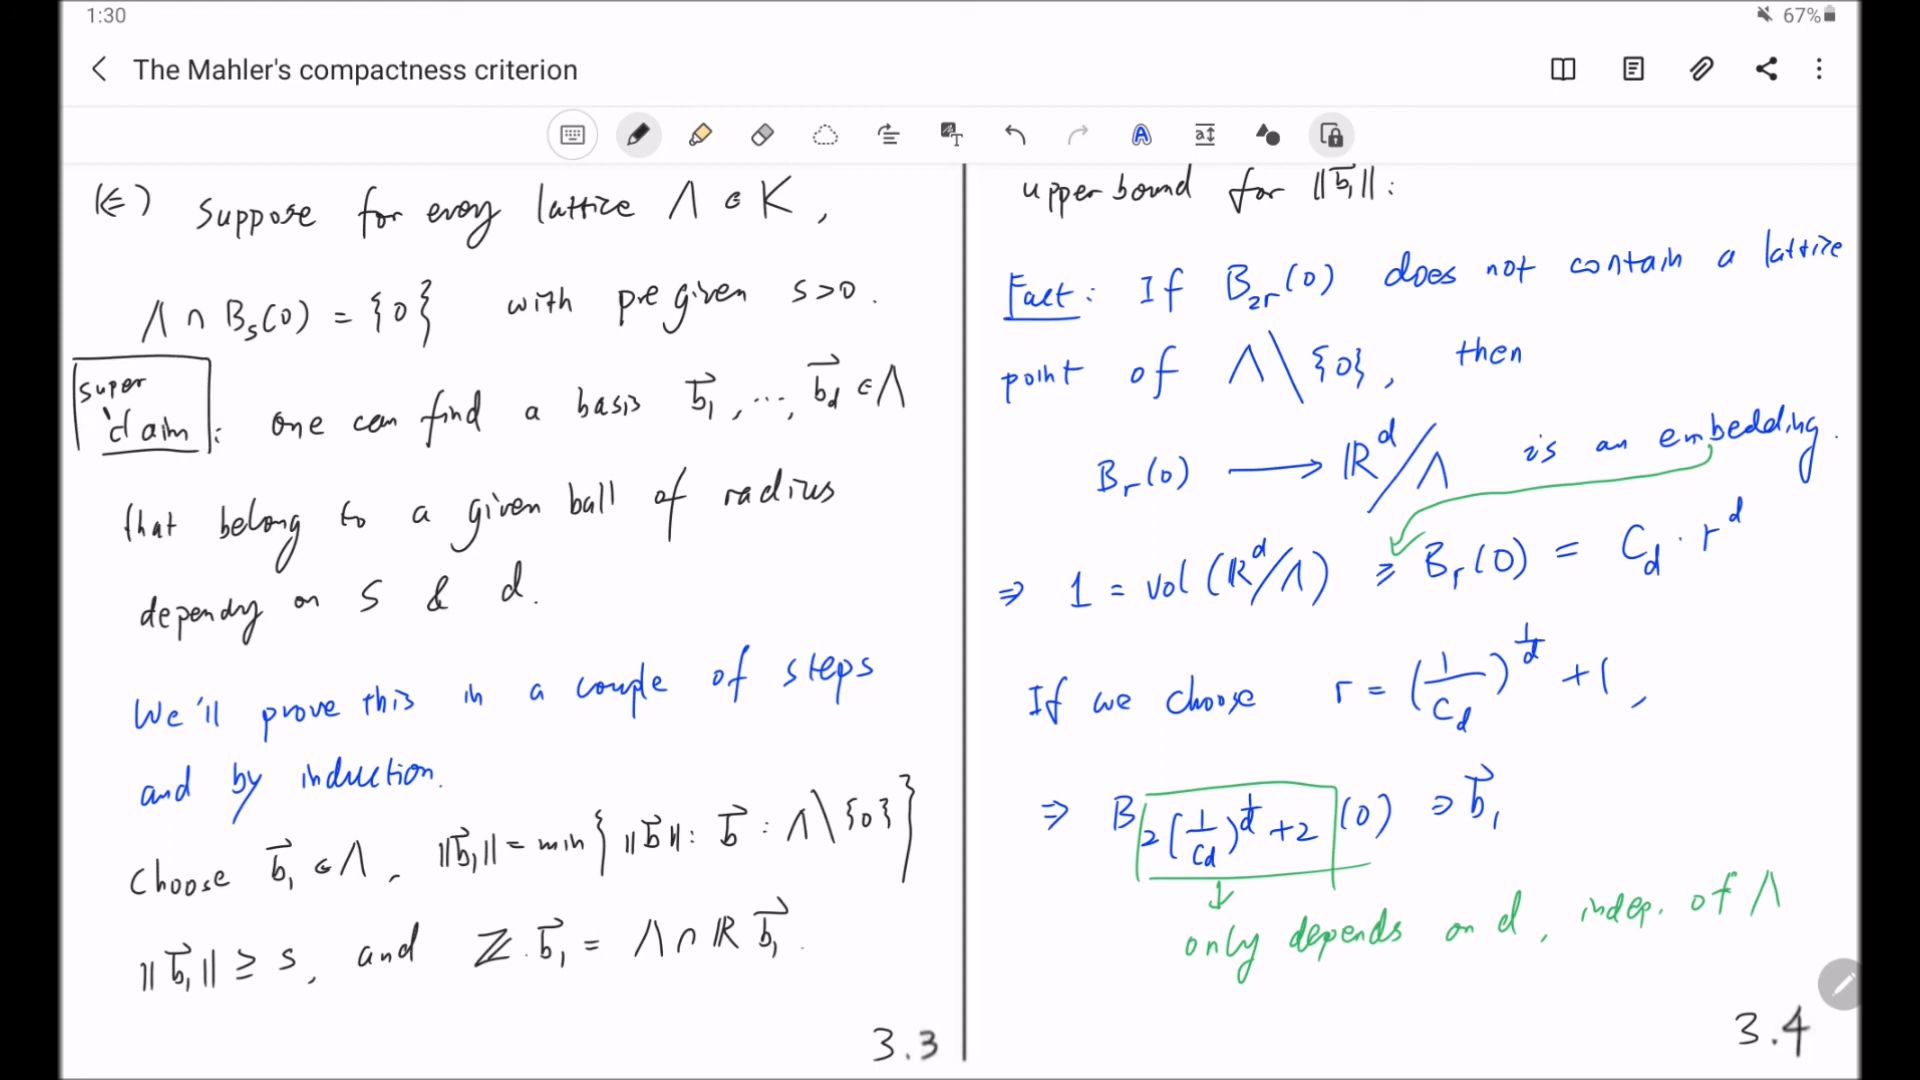 1:30
67%
The Mahler's compactness criterion
(⇐) Suppose for every lattice Λ ∈ K,
Λ ∩ B_s(0) = {0} with pregiven s>0.
super
claim: one can find a basis b⃗_1, ..., b⃗_d ∈ Λ
that belong to a given ball of radius
dependy on s & d.
We'll prove this in a couple of steps
and by induction.
Choose b⃗_1 ∈ Λ, ||b⃗_1|| = min{||b⃗||: b⃗ : Λ\{0}}
||b⃗_1|| ≥ s, and ℤ.b⃗_1 = Λ ∩ ℝb⃗_1.
3.3
upper bound for ||b⃗_1||:
Fact: If B_{2r}(0) does not contain a lattice
point of Λ\{0}, then
B_r(0) → ℝ^d/Λ is an embedding.
⇒ 1 = vol(ℝ^d/Λ) ≥ B_r(0) = C_d · r^d
If we choose r = (1/C_d)^{1/d} + 1,
⇒ B_{2(1/C_d)^{1/d}+2}(0) ∋ b⃗_1
↓
only depends on d, indep. of Λ
3.4